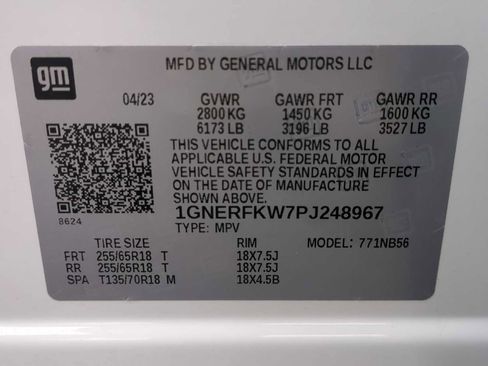 gm
MFD BY GENERAL MOTORS LLC
04/23 GVWR GAWR FRT GAWR RR
2800 KG 1450 KG 1600 KG
6173 LB 3196 LB 3527 LB
THIS VEHICLE CONFORMS TO ALL
APPLICABLE U.S. FEDERAL MOTOR
VEHICLE SAFETY STANDARDS
IN EFFECT ON THE DATE OF
MANUFACTURE SHOWN ABOVE.
8624
1GNERFKW7PJ248967
TYPE: MPV
TIRE SIZE RIM MODEL: 771NB56
FRT 255/65R18 T 18X7.5J
RR 255/65R18 T 18X7.5J
SPA T135/70R18 M 18X4.5B